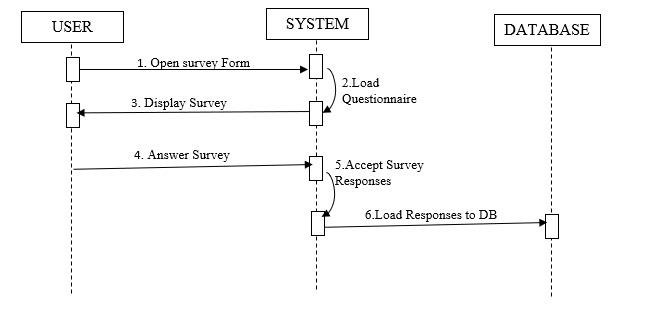 USER
SYSTEM
DATABASE
1. Open survey Form
2.Load
Questionnaire
3. Display Survey
4. Answer Survey
5.Accept Survey
Responses
6.Load Responses to DB